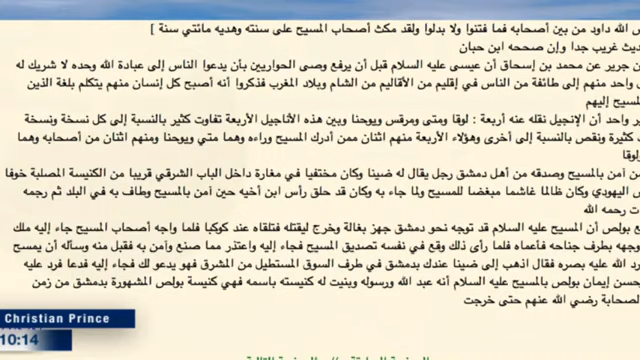 س الله داود من بين أصحابه فما فتنوا ولا بدلوا ولقد مكث أصحاب المسيح على سنته وهديه مائتي سنة ]
ديث غريب جدا وإن صححه ابن حبان
ن جرير عن محمد بن إسحاق أن عيسى عليه السلام قبل أن يرفع وصى الحواريين بأن يدعوا الناس إلى عبادة الله وحده لا شريك له
ل واحد منهم إلى طائفة من الناس في إقليم من الأقاليم من الشام وبلاد المغرب فذكروا أنه أصبح كل إنسان منهم يتكلم بلغة الذين
مسيح إليهم
ير واحد أن الإنجيل نقله عنه أربعة : لوقا ومتى ومرقس ويوحنا وبين هذه الأناجيل الأربعة تفاوت كثير بالنسبة إلى كل نسخة ونسخة
ت كثيرة ونقص بالنسبة إلى أخرى وهؤلاء الأربعة منهم اثنان ممن أدرك المسيح ورآه وهما متي ويوحنا ومنهم اثنان من أصحابه وهما
لوقا
من آمن بالمسيح وصدقه من أهل دمشق رجل يقال له ضينا وكان مختفيا في مغارة داخل الباب الشرقي قريبا من الكنيسة المصلبة خوفا
س اليهودي وكان ظالما غاشما مبغضا للمسيح ولما جاء به وكان قد حلق رأس ابن أخيه حين آمن بالمسيح وطاف به في البلد ثم رجمه
ت رحمه الله
ع بولص أن المسيح عليه السلام قد توجه نحو دمشق جهز بغاله وخرج ليقتله فتلقاه عند كوكبا فلما واجه أصحاب المسيح جاء إليه ملك
وجهه بطرف جناحه فأعماه فلما رأى ذلك وقع في نفسه تصديق المسيح فجاء إليه واعتذر مما صنع وآمن به فقبل منه وسأله أن يمسح
رد الله عليه بصره فقال اذهب إلى ضينا عندك بدمشق في طرف السوق المستطيل من المشرق فهو يدعو لك فجاء إليه فدعا فرد عليه
حسن إيمان بولص بالمسيح عليه السلام أنه عبد الله ورسوله وبنيت له كنيسته باسمه فهي كنيسة بولص المشهورة بدمشق من زمن
لصحابة رضي الله عنهم حتى خرجت
Christian Prince
10:14